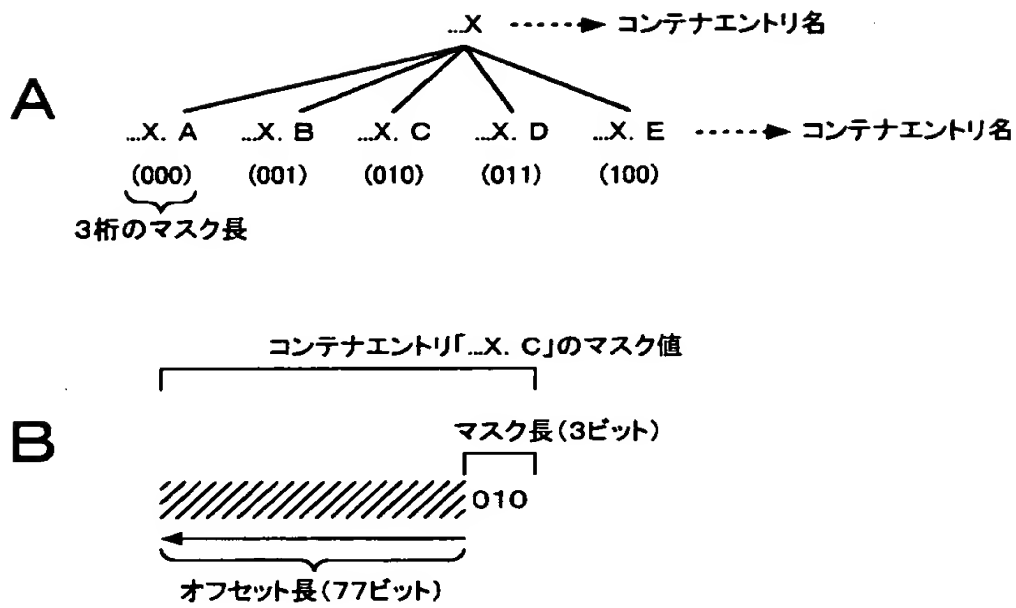 …X コンテナエントリ名
A
…X. A …X. B …X. C …X. D …X. E コンテナエントリ名
(000) (001) (010) (011) (100)
3桁のマスク長
コンテナエントリ「…X. C」のマスク値
B
マスク長(3ビット)
010
オフセット長(77ビット)